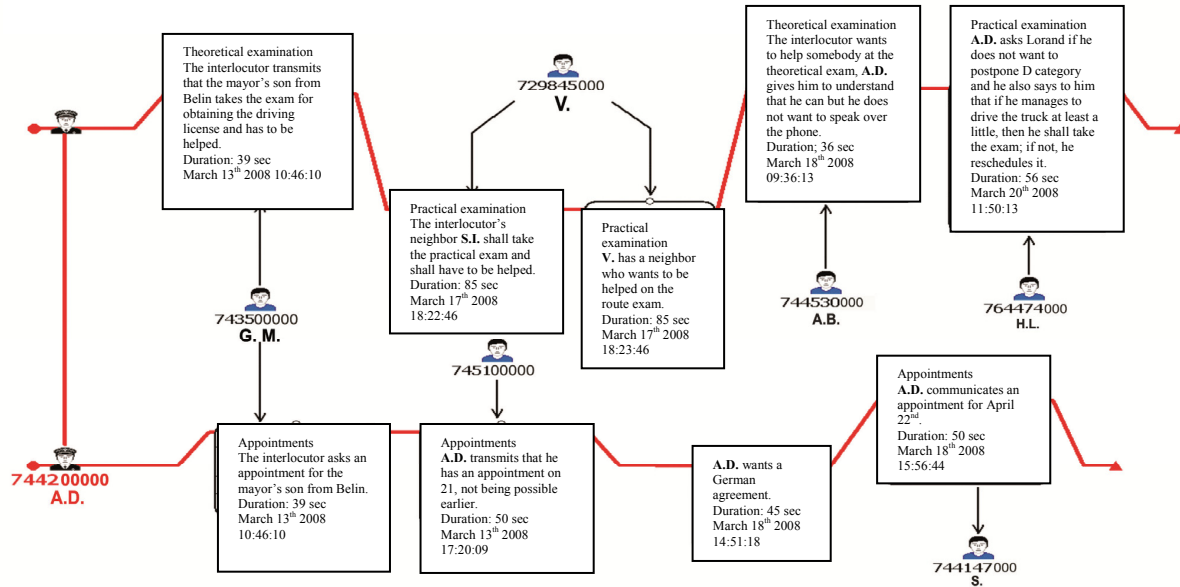 Theoretical examination
The interlocutor transmits
that the mayor's son from
Belin takes the exam for
obtaining the driving
license and has to be
helped.
Duration: 39 sec
March 13th 2008 10:46:10
729845000
V.
Theoretical examination
The interlocutor wants
to help somebody at the
theoretical exam, A.D.
gives him to understand
that he can but he does
not want to speak over
the phone.
Duration; 36 sec
March 18th 2008
09:36:13
Practical examination
A.D. asks Lorand if he
does not want to
postpone D category
and he also says to him
that if he manages to
drive the truck at least a
little, then he shall take
the exam; if not, he
reschedules it.
Duration: 56 sec
March 20th 2008
11:50:13
Practical examination
The interlocutor's
neighbor S.I. shall take
the practical exam and
shall have to be helped.
Duration: 85 sec
March 17th 2008
18:22:46
Practical
examination
V. has a neighbor
who wants to be
helped on the
route exam.
Duration: 85 sec
March 17th 2008
18:23:46
743500000
G. M.
744530000
A.B.
764474000
H.L.
745100000
744200000
A.D.
Appointments
The interlocutor asks an
appointment for the
mayor's son from Belin.
Duration: 39 sec
March 13th 2008
10:46:10
Appointments
A.D. transmits that he
has an appointment on
21, not being possible
earlier.
Duration: 50 sec
March 13th 2008
17:20:09
A.D. wants a
German
agreement.
Duration: 45 sec
March 18th 2008
14:51:18
Appointments
A.D. communicates an
appointment for April
22nd.
Duration: 50 sec
March 18th 2008
15:56:44
744147000
S.